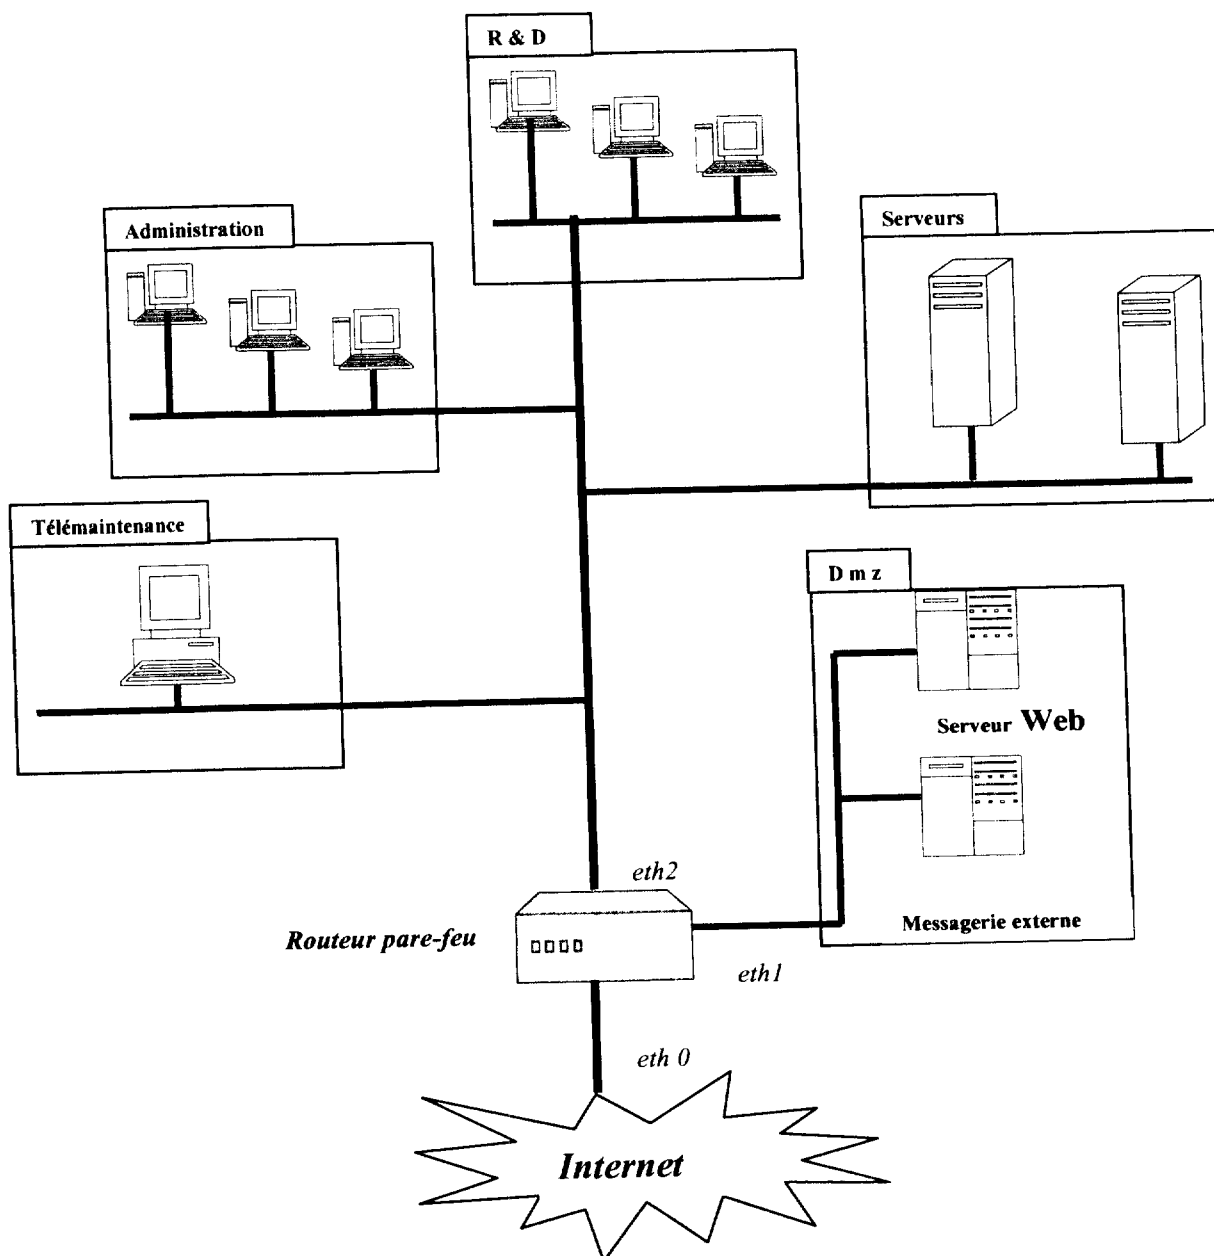 R & D
Administration
Serveurs
Télémaintenance
D m z
Serveur Web
eth2
Routeur pare-feu
Messagerie externe
eth1
eth 0
Internet